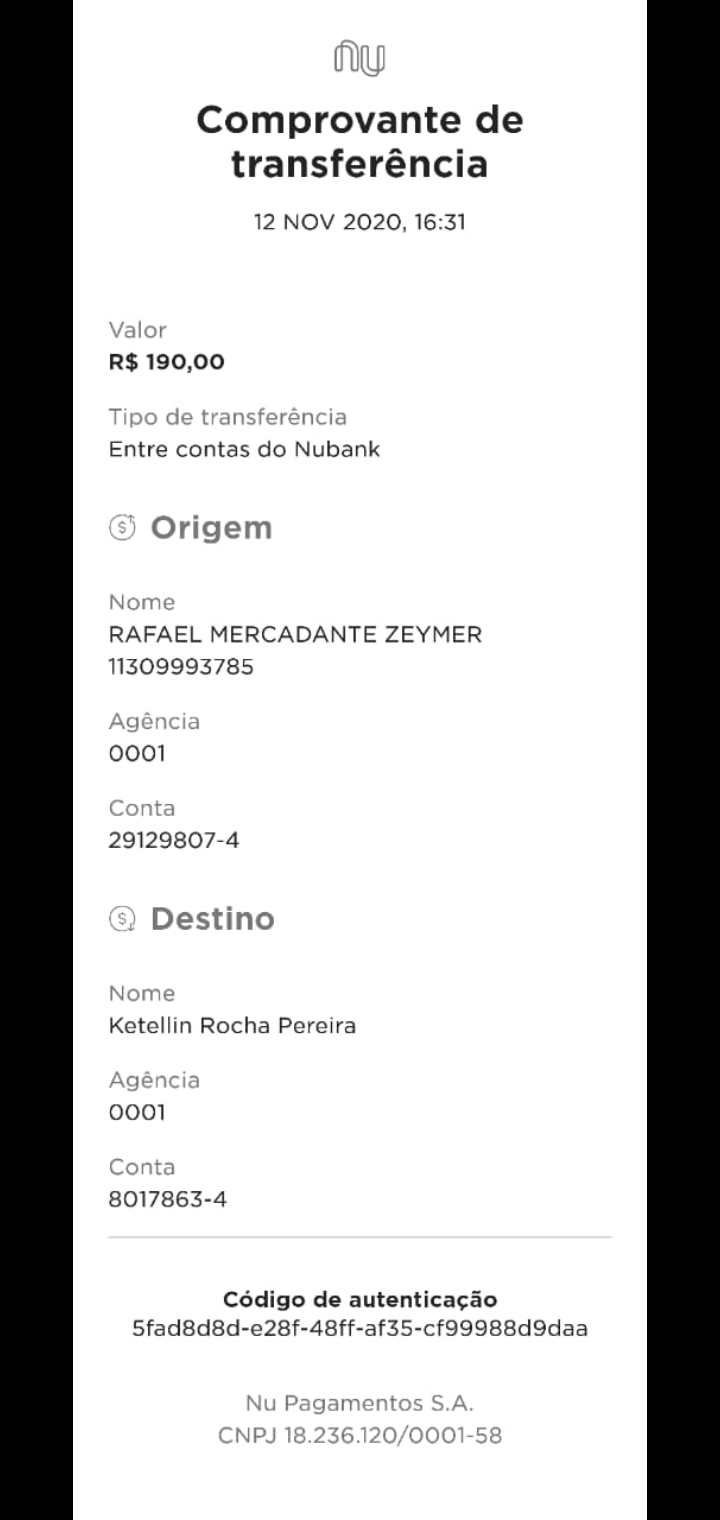 nu
Comprovante de
transferência
12 NOV 2020, 16:31
Valor
R$ 190,00
Tipo de transferência
Entre contas do Nubank
Origem
Nome
RAFAEL MERCADANTE ZEYMER
11309993785
Agência
0001
Conta
29129807-4
Destino
Nome
Ketellin Rocha Pereira
Agência
0001
Conta
8017863-4
Código de autenticação
5fad8d8d-e28f-48ff-af35-cf99988d9daa
Nu Pagamentos S.A.
CNPJ 18.236.120/0001-58